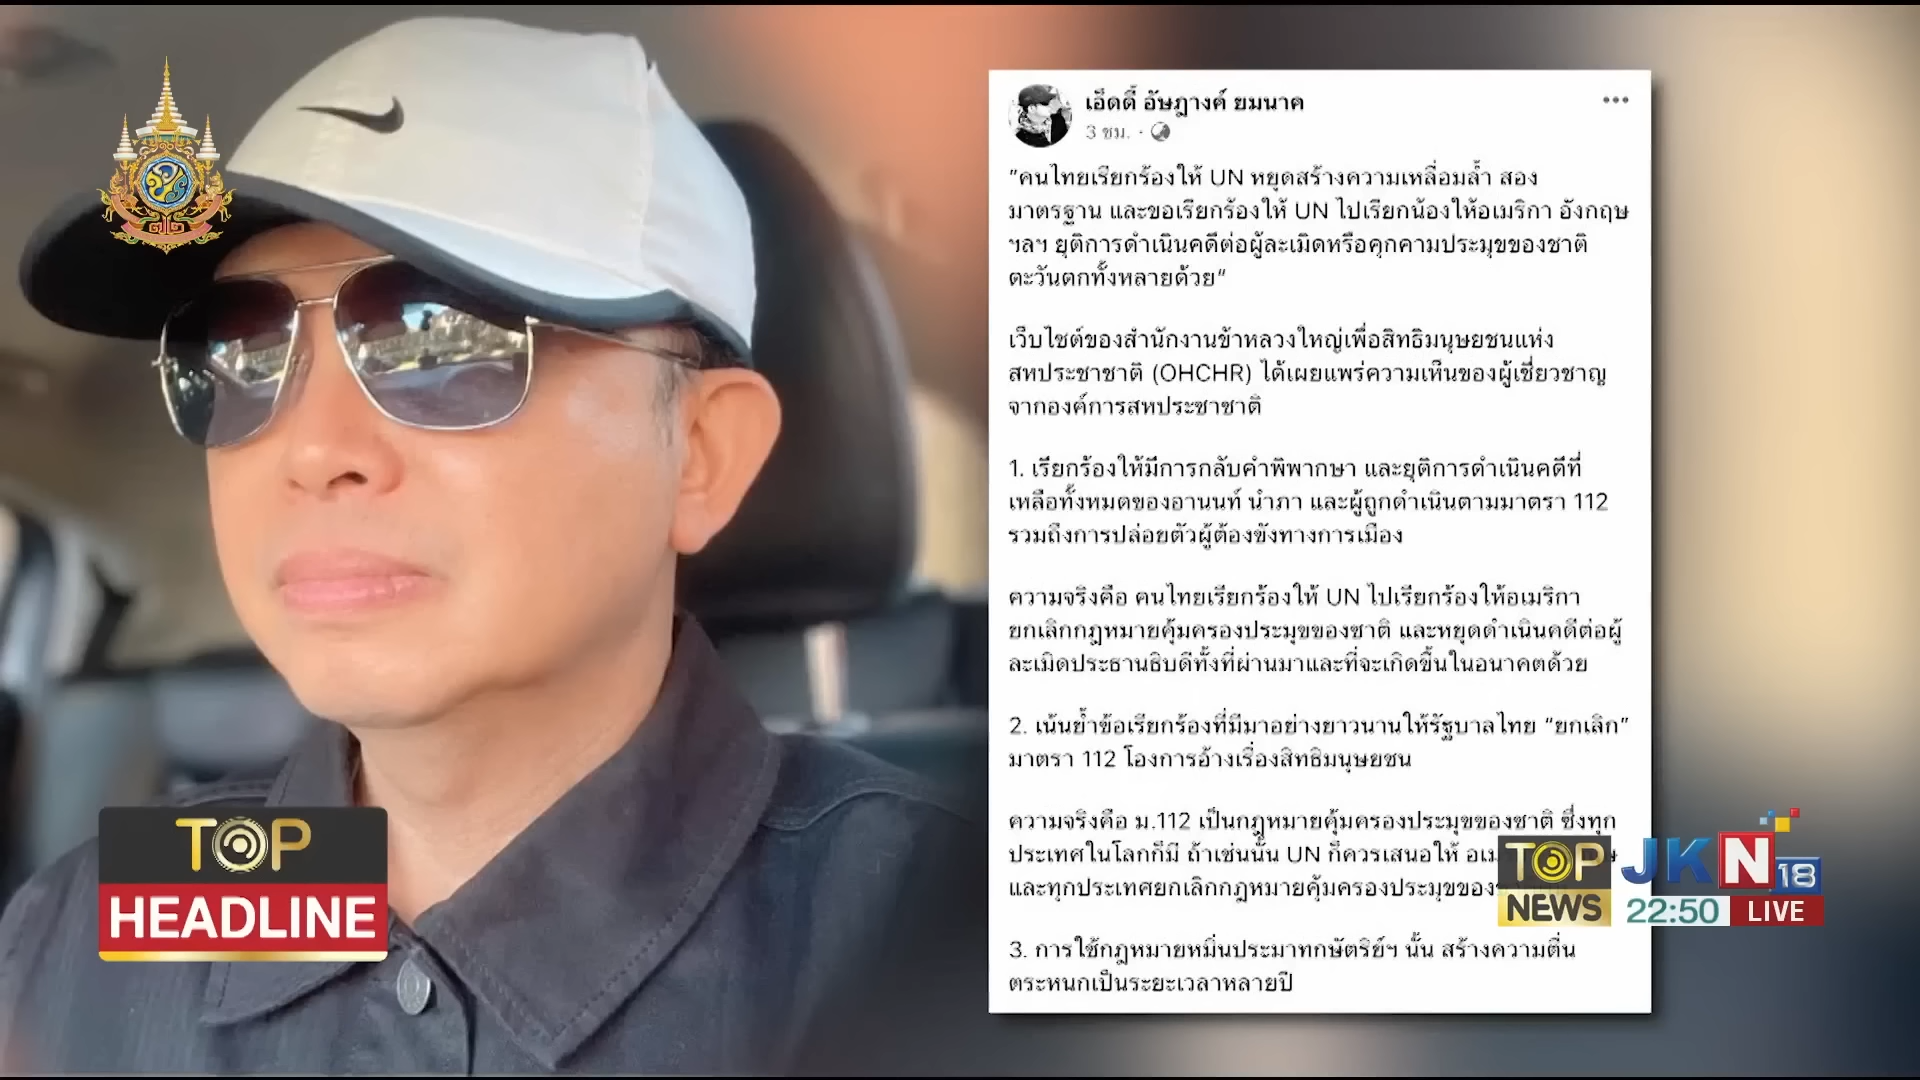 เอ็ดดี้ อัษฎางค์ ยมนาค
3 ชม. ·
"คนไทยเรียกร้องให้ UN หยุดสร้างความเหลื่อมล้ำ สอง
มาตรฐาน และขอเรียกร้องให้ UN ไปเรียกน้องให้อเมริกา อังกฤษ
ฯลฯ ยุติการดำเนินคดีต่อผู้ละเมิดหรือคุกคามประมุขของชาติ
ตะวันตกทั้งหลายด้วย"
เว็บไซต์ของสำนักงานข้าหลวงใหญ่เพื่อสิทธิมนุษยชนแห่ง
สหประชาชาติ (OHCHR) ได้เผยแพร่ความเห็นของผู้เชี่ยวชาญ
จากองค์การสหประชาชาติ
1. เรียกร้องให้มีการกลับคำพิพากษา และยุติการดำเนินคดีที่
เหลือทั้งหมดของอานนท์ นำภา และผู้ถูกดำเนินตามมาตรา 112
รวมถึงการปล่อยตัวผู้ต้องขังทางการเมือง
ความจริงคือ คนไทยเรียกร้องให้ UN ไปเรียกร้องให้อเมริกา
ยกเลิกกฎหมายคุ้มครองประมุขของชาติ และหยุดดำเนินคดีต่อผู้
ละเมิดประธานธิบดีทั้งที่ผ่านมาและที่จะเกิดขึ้นในอนาคตด้วย
2. เน้นย้ำข้อเรียกร้องที่มีมาอย่างยาวนานให้รัฐบาลไทย "ยกเลิก"
มาตรา 112 โองการอ้างเรื่องสิทธิมนุษยชน
ความจริงคือ ม.112 เป็นกฎหมายคุ้มครองประมุขของชาติ ซึ่งทุก
ประเทศในโลกก็มี ถ้าเช่นนั้น UN ก็ควรเสนอให้
และทุกประเทศยกเลิกกฎหมายคุ้มครองประมุขของ
3. การใช้กฎหมายหมิ่นประมาทกษัตริย์ฯ นั้น สร้างความตื่น
ตระหนกเป็นระยะเวลาหลายปี
๗๒
TOP
HEADLINE
TOP
NEWS
JKN
18
22:50
LIVE